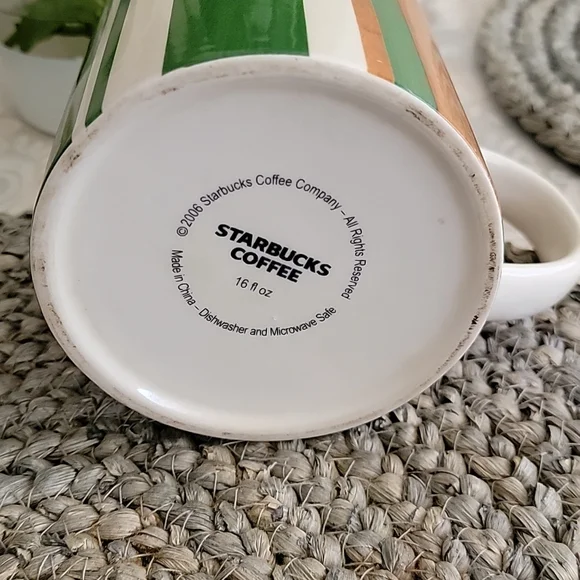 ©2006 Starbucks Coffee Company – All Rights Reserved
STARBUCKS
COFFEE
16 fl oz
Made in China – Dishwasher and Microwave Safe